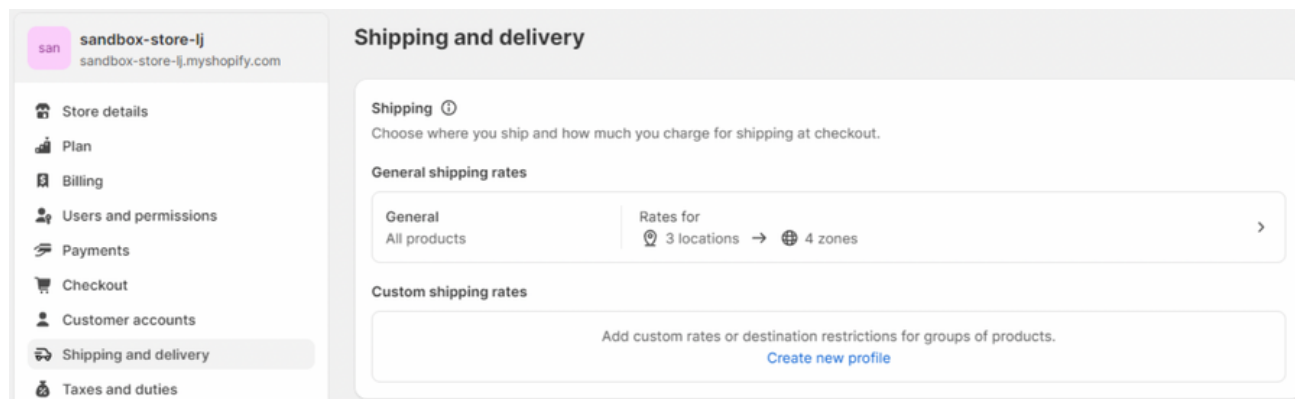 san
sandbox-store-lj
sandbox-store-lj.myshopify.com
Store details
Plan
Billing
Users and permissions
Payments
Checkout
Customer accounts
Shipping and delivery
Taxes and duties
Shipping and delivery
Shipping
Choose where you ship and how much you charge for shipping at checkout.
General shipping rates
General
All products
Rates for
3 locations → 4 zones
Custom shipping rates
Add custom rates or destination restrictions for groups of products.
Create new profile